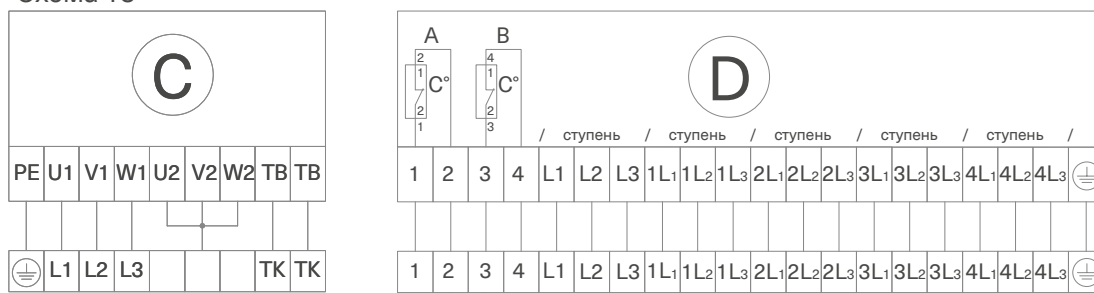 C
PE U1 V1 W1 U2 V2 W2 TB TB
L1 L2 L3 TK TK
A B
2 4
1 C° 1 C°
D
2 2
1 3
/ ступень / ступень / ступень / ступень / ступень /
1 2 3 4 L1 L2 L3 1L1 1L2 1L3 2L1 2L2 2L3 3L1 3L2 3L3 4L1 4L2 4L3
1 2 3 4 L1 L2 L3 1L1 1L2 1L3 2L1 2L2 2L3 3L1 3L2 3L3 4L1 4L2 4L3